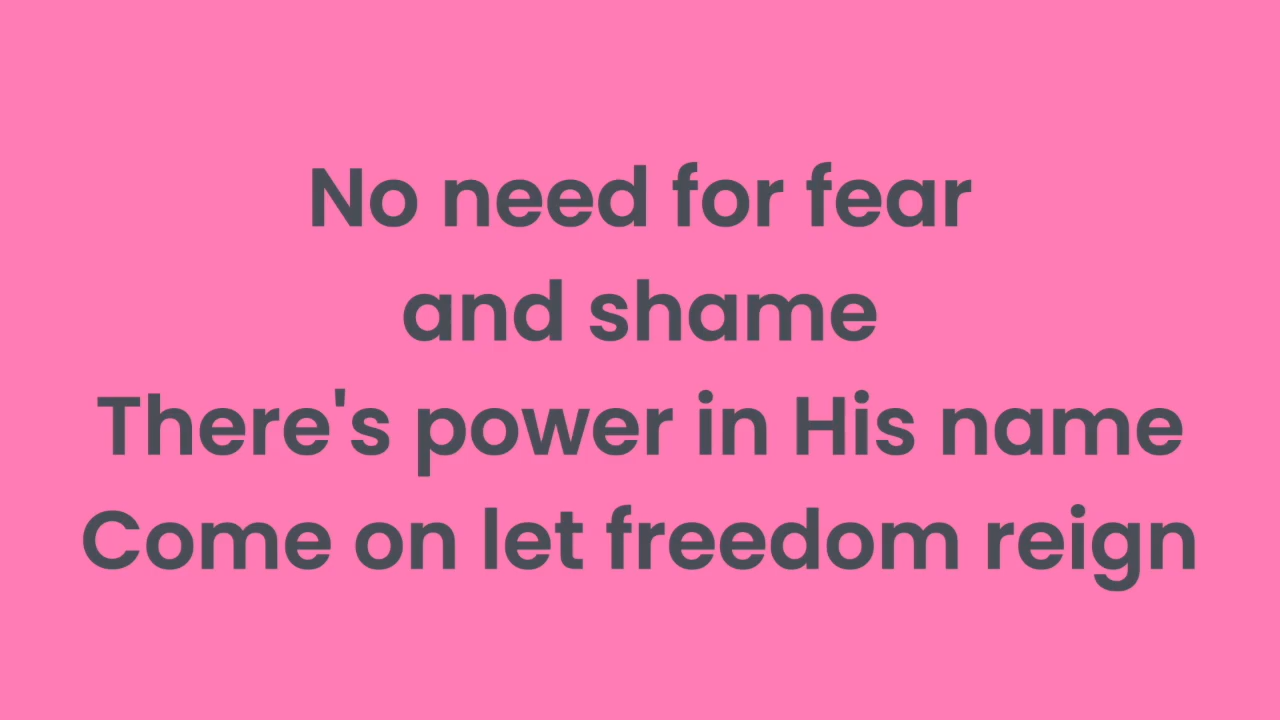 No need for fear
and shame
There's power in His name
Come on let freedom reign